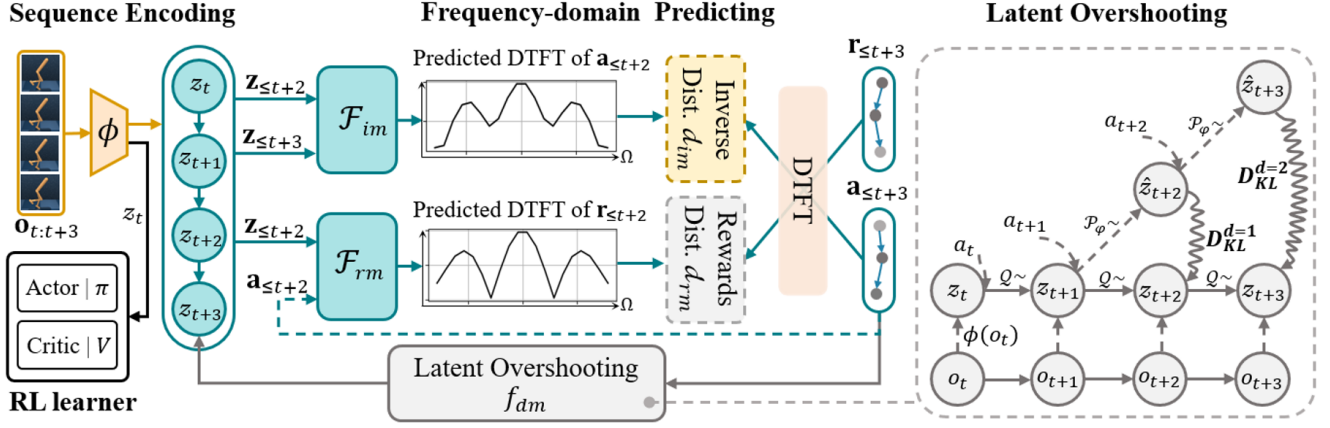 Sequence Encoding
Frequency-domain Predicting
Latent Overshooting
o_{t:t+3}
ϕ
z_t
Actor | π
Critic | V
RL learner
z_t
z_{t+1}
z_{t+2}
z_{t+3}
z_{≤t+2}
z_{≤t+3}
z_{≤t+2}
a_{≤t+2}
ℱ_{im}
ℱ_{rm}
Predicted DTFT of a_{≤t+2}
Ω
Predicted DTFT of r_{≤t+2}
Ω
Inverse
Dist. d_{im}
Rewards
Dist. d_{rm}
DTFT
r_{≤t+3}
a_{≤t+3}
Latent Overshooting
f_{dm}
ẑ_{t+3}
a_{t+2}
𝒫_φ~
ẑ_{t+2}
D_{KL}^{d=2}
a_{t+1}
𝒫_φ~
D_{KL}^{d=1}
a_t
z_t
Q~
z_{t+1}
Q~
z_{t+2}
Q~
z_{t+3}
ϕ(o_t)
o_t
o_{t+1}
o_{t+2}
o_{t+3}